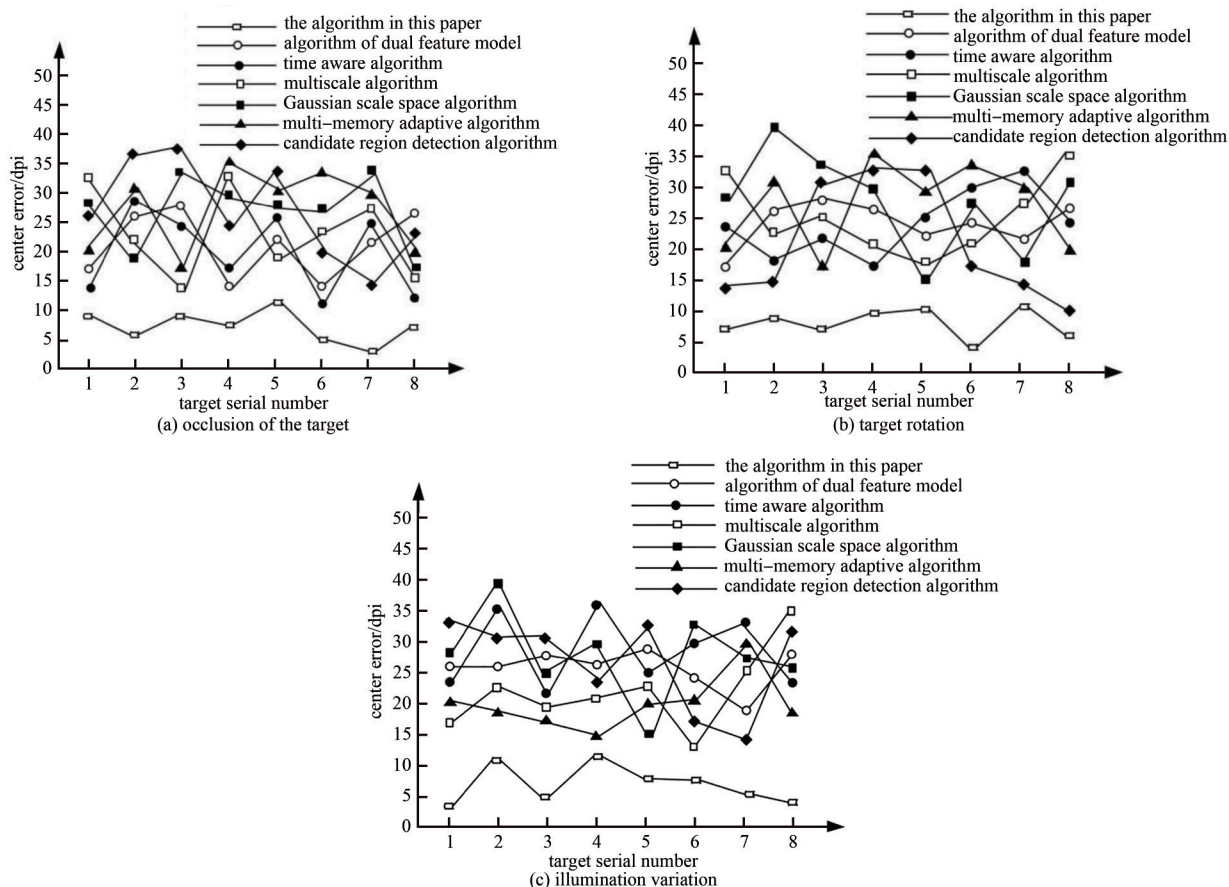 the algorithm in this paper
algorithm of dual feature model
time aware algorithm
multiscale algorithm
Gaussian scale space algorithm
multi-memory adaptive algorithm
candidate region detection algorithm
center error/dpi
50
45
40
35
30
25
20
15
10
5
0
1 2 3 4 5 6 7 8
target serial number
(a) occlusion of the target
the algorithm in this paper
algorithm of dual feature model
time aware algorithm
multiscale algorithm
Gaussian scale space algorithm
multi-memory adaptive algorithm
candidate region detection algorithm
center error/dpi
50
45
40
35
30
25
20
15
10
5
0
1 2 3 4 5 6 7 8
target serial number
(b) target rotation
the algorithm in this paper
algorithm of dual feature model
time aware algorithm
multiscale algorithm
Gaussian scale space algorithm
multi-memory adaptive algorithm
candidate region detection algorithm
center error/dpi
50
45
40
35
30
25
20
15
10
5
0
1 2 3 4 5 6 7 8
target serial number
(c) illumination variation